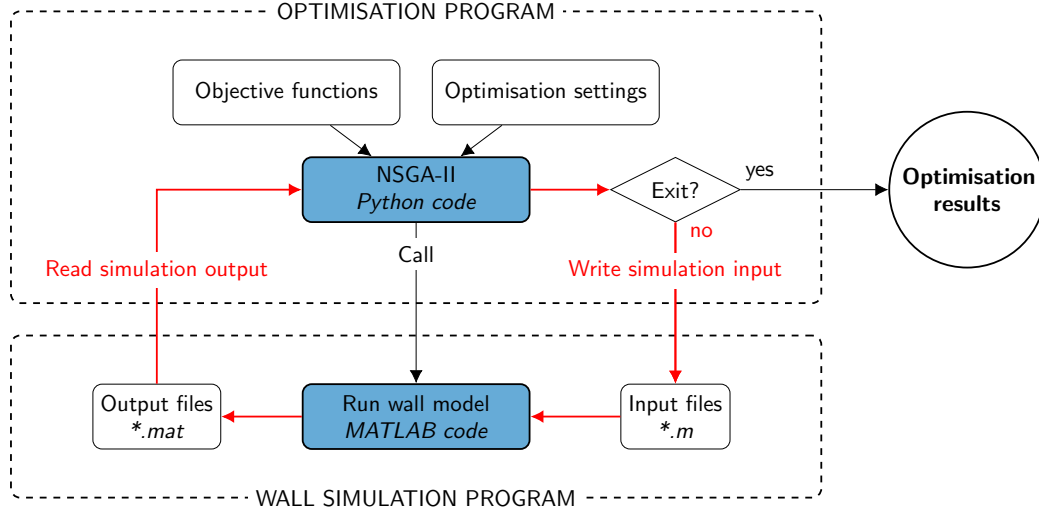 OPTIMISATION PROGRAM
Objective functions
Optimisation settings
NSGA-II
Python code
Exit?
yes
Optimisation
results
no
Call
Read simulation output
Write simulation input
Output files
*.mat
Run wall model
MATLAB code
Input files
*.m
WALL SIMULATION PROGRAM